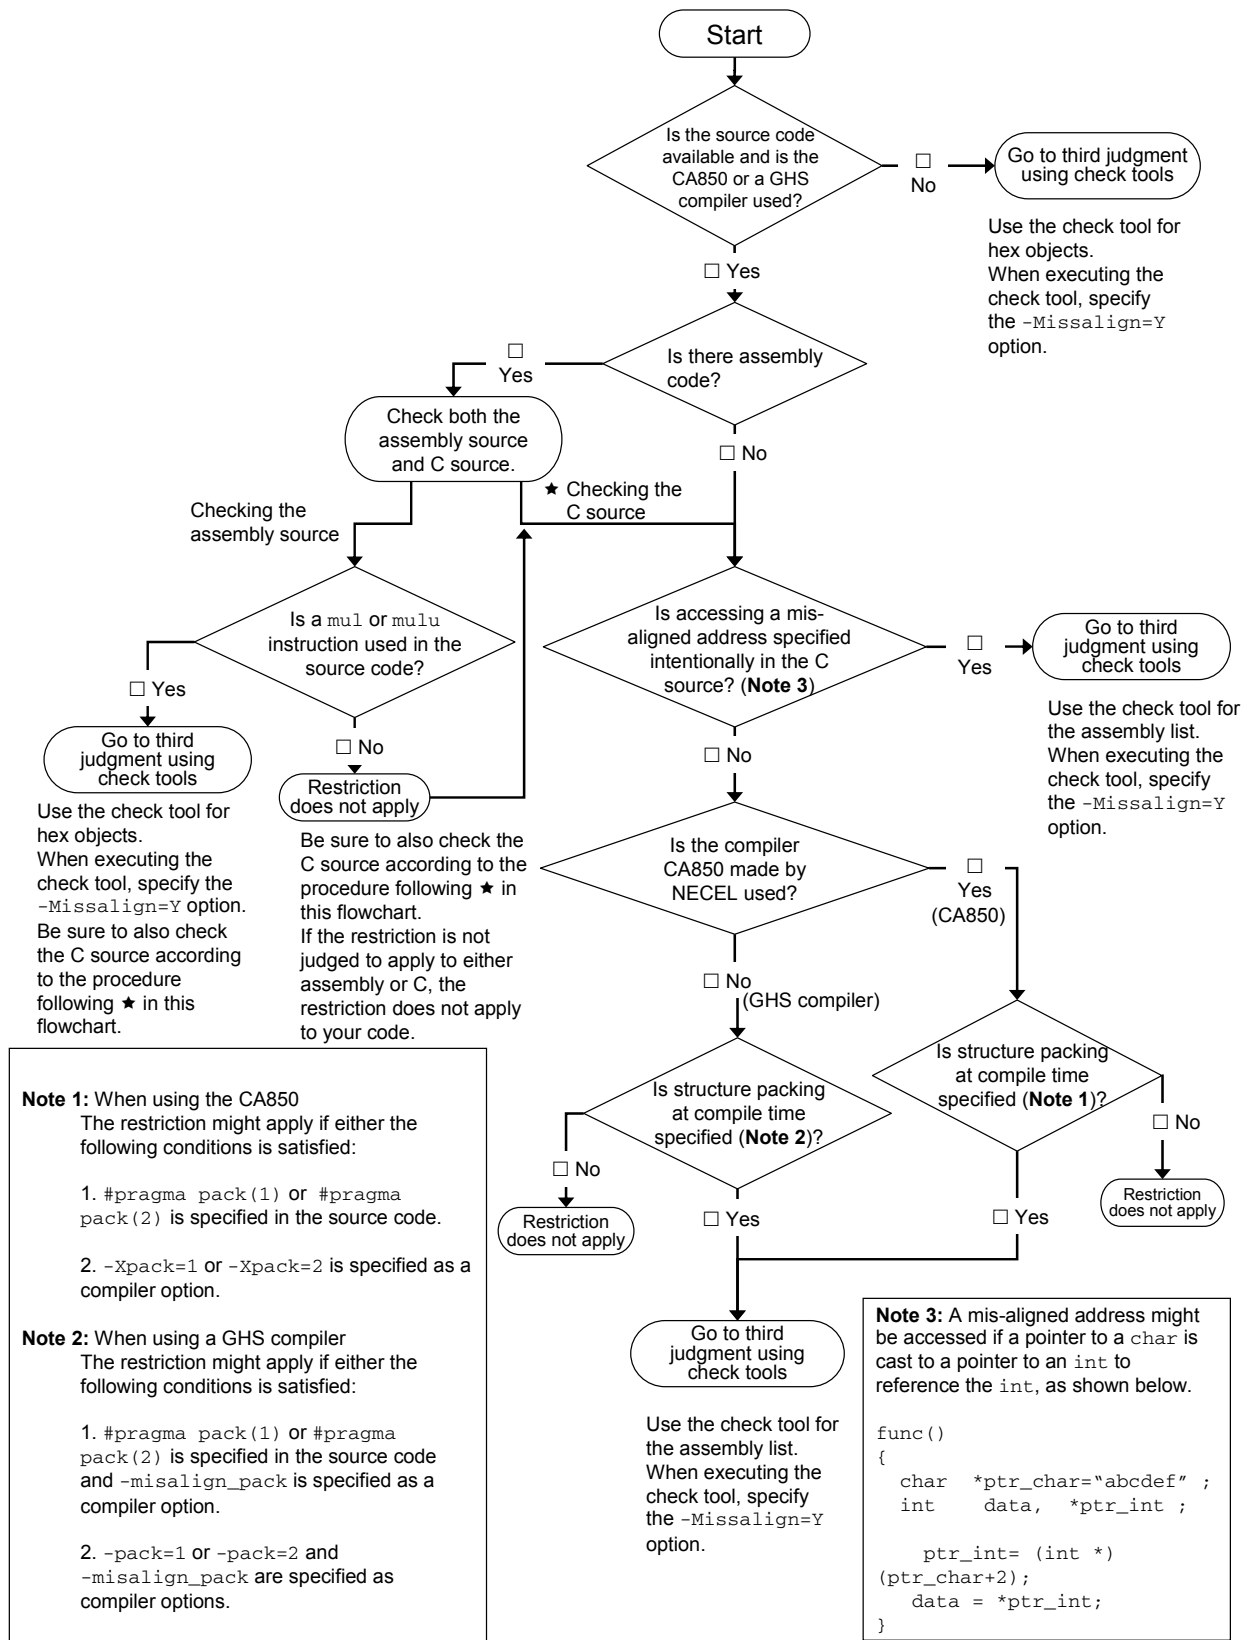 Start
Is the source code
available and is the
CA850 or a GHS
compiler used?
□
No
Go to third judgment
using check tools
Use the check tool for
hex objects.
When executing the
check tool, specify
the -Missalign=Y
option.
□ Yes
Is there assembly
code?
□
Yes
Check both the
assembly source
and C source.
□ No
★ Checking the
C source
Checking the
assembly source
Is a mul or mulu
instruction used in the
source code?
□ Yes
Go to third
judgment using
check tools
Use the check tool for
hex objects.
When executing the
check tool, specify the
-Missalign=Y option.
Be sure to also check
the C source according
to the procedure
following ★ in this
flowchart.
□ No
Restriction
does not apply
Be sure to also check the
C source according to the
procedure following ★ in
this flowchart.
If the restriction is not
judged to apply to either
assembly or C, the
restriction does not apply
to your code.
Is accessing a mis-
aligned address specified
intentionally in the C
source? (Note 3)
□
Yes
Go to third
judgment using
check tools
Use the check tool for
the assembly list.
When executing the
check tool, specify
the -Missalign=Y
option.
□ No
Is the compiler
CA850 made by
NECEL used?
□
Yes
(CA850)
□ No
(GHS compiler)
Is structure packing
at compile time
specified (Note 1)?
□ No
Restriction
does not apply
□ Yes
Is structure packing
at compile time
specified (Note 2)?
□ No
Restriction
does not apply
□ Yes
Go to third
judgment using
check tools
Use the check tool for
the assembly list.
When executing the
check tool, specify
the -Missalign=Y
option.
Note 1: When using the CA850
The restriction might apply if either the
following conditions is satisfied:
1. #pragma pack(1) or #pragma
pack(2) is specified in the source code.
2. -Xpack=1 or -Xpack=2 is specified as a
compiler option.
Note 2: When using a GHS compiler
The restriction might apply if either the
following conditions is satisfied:
1. #pragma pack(1) or #pragma
pack(2) is specified in the source code
and -misalign_pack is specified as a
compiler option.
2. -pack=1 or -pack=2 and
-misalign_pack are specified as
compiler options.
Note 3: A mis-aligned address might
be accessed if a pointer to a char is
cast to a pointer to an int to
reference the int, as shown below.
func()
{
char *ptr_char="abcdef" ;
int data, *ptr_int ;
ptr_int= (int *)
(ptr_char+2);
data = *ptr_int;
}